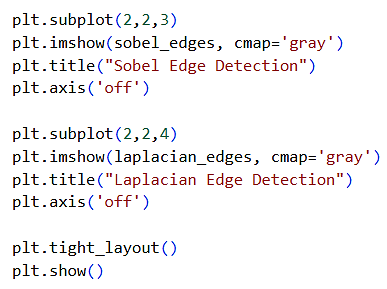 plt.subplot(2,2,3)
plt.imshow(sobel_edges, cmap='gray')
plt.title("Sobel Edge Detection")
plt.axis('off')
plt.subplot(2,2,4)
plt.imshow(laplacian_edges, cmap='gray')
plt.title("Laplacian Edge Detection")
plt.axis('off')
plt.tight_layout()
plt.show()